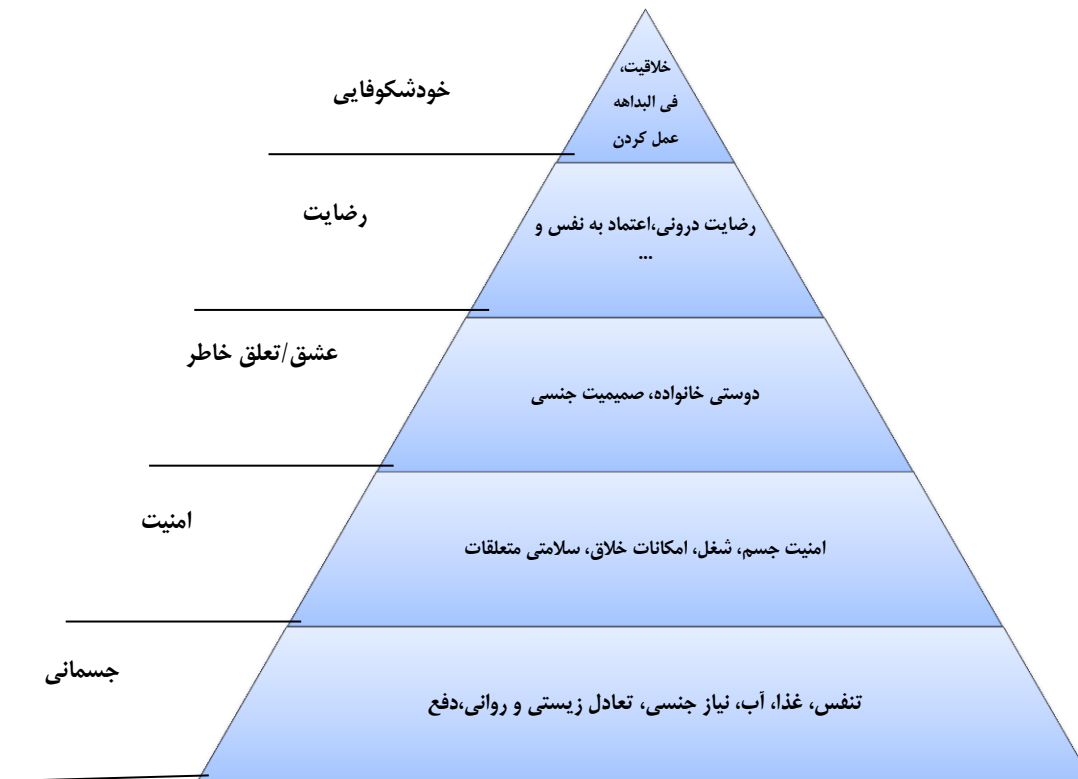 خلاقیت،
فی البداهه
عمل کردن
خودشکوفایی
رضایت
رضایت درونی،اعتماد به نفس و
...
عشق/تعلق خاطر
دوستی خانواده، صمیمیت جنسی
امنیت
امنیت جسم، شغل، امکانات خلاق، سلامتی متعلقات
جسمانی
تنفس، غذا، آب، نیاز جنسی، تعادل زیستی و روانی،دفع